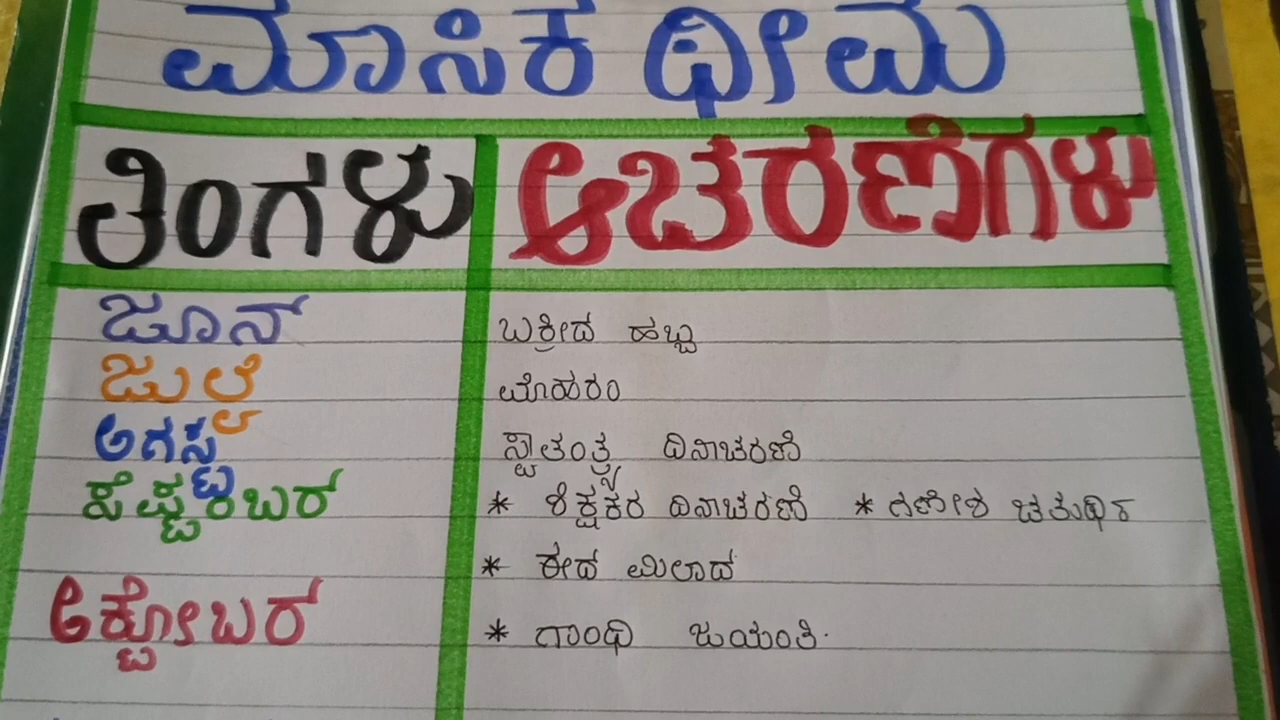 ಮಾಸಿಕ ಥೀಮ
ತಿಂಗಳು ಆಚರಣೆಗಳು
ಜೂನ್ ಬಕ್ರೀದ ಹಬ್ಬ
ಜುಲೈ ಮೊಹರಂ
ಅಗಸ್ಟ ಸ್ವಾತಂತ್ರ್ಯ ದಿನಾಚರಣೆ
ಸೆಪ್ಟಂಬರ್ * ಶಿಕ್ಷಕರ ದಿನಾಚರಣೆ * ಗಣೇಶ ಚತುರ್ಥಿ
* ಈದ ಮಿಲಾದ
ಅಕ್ಟೋಬರ್ * ಗಾಂಧಿ ಜಯಂತಿ.